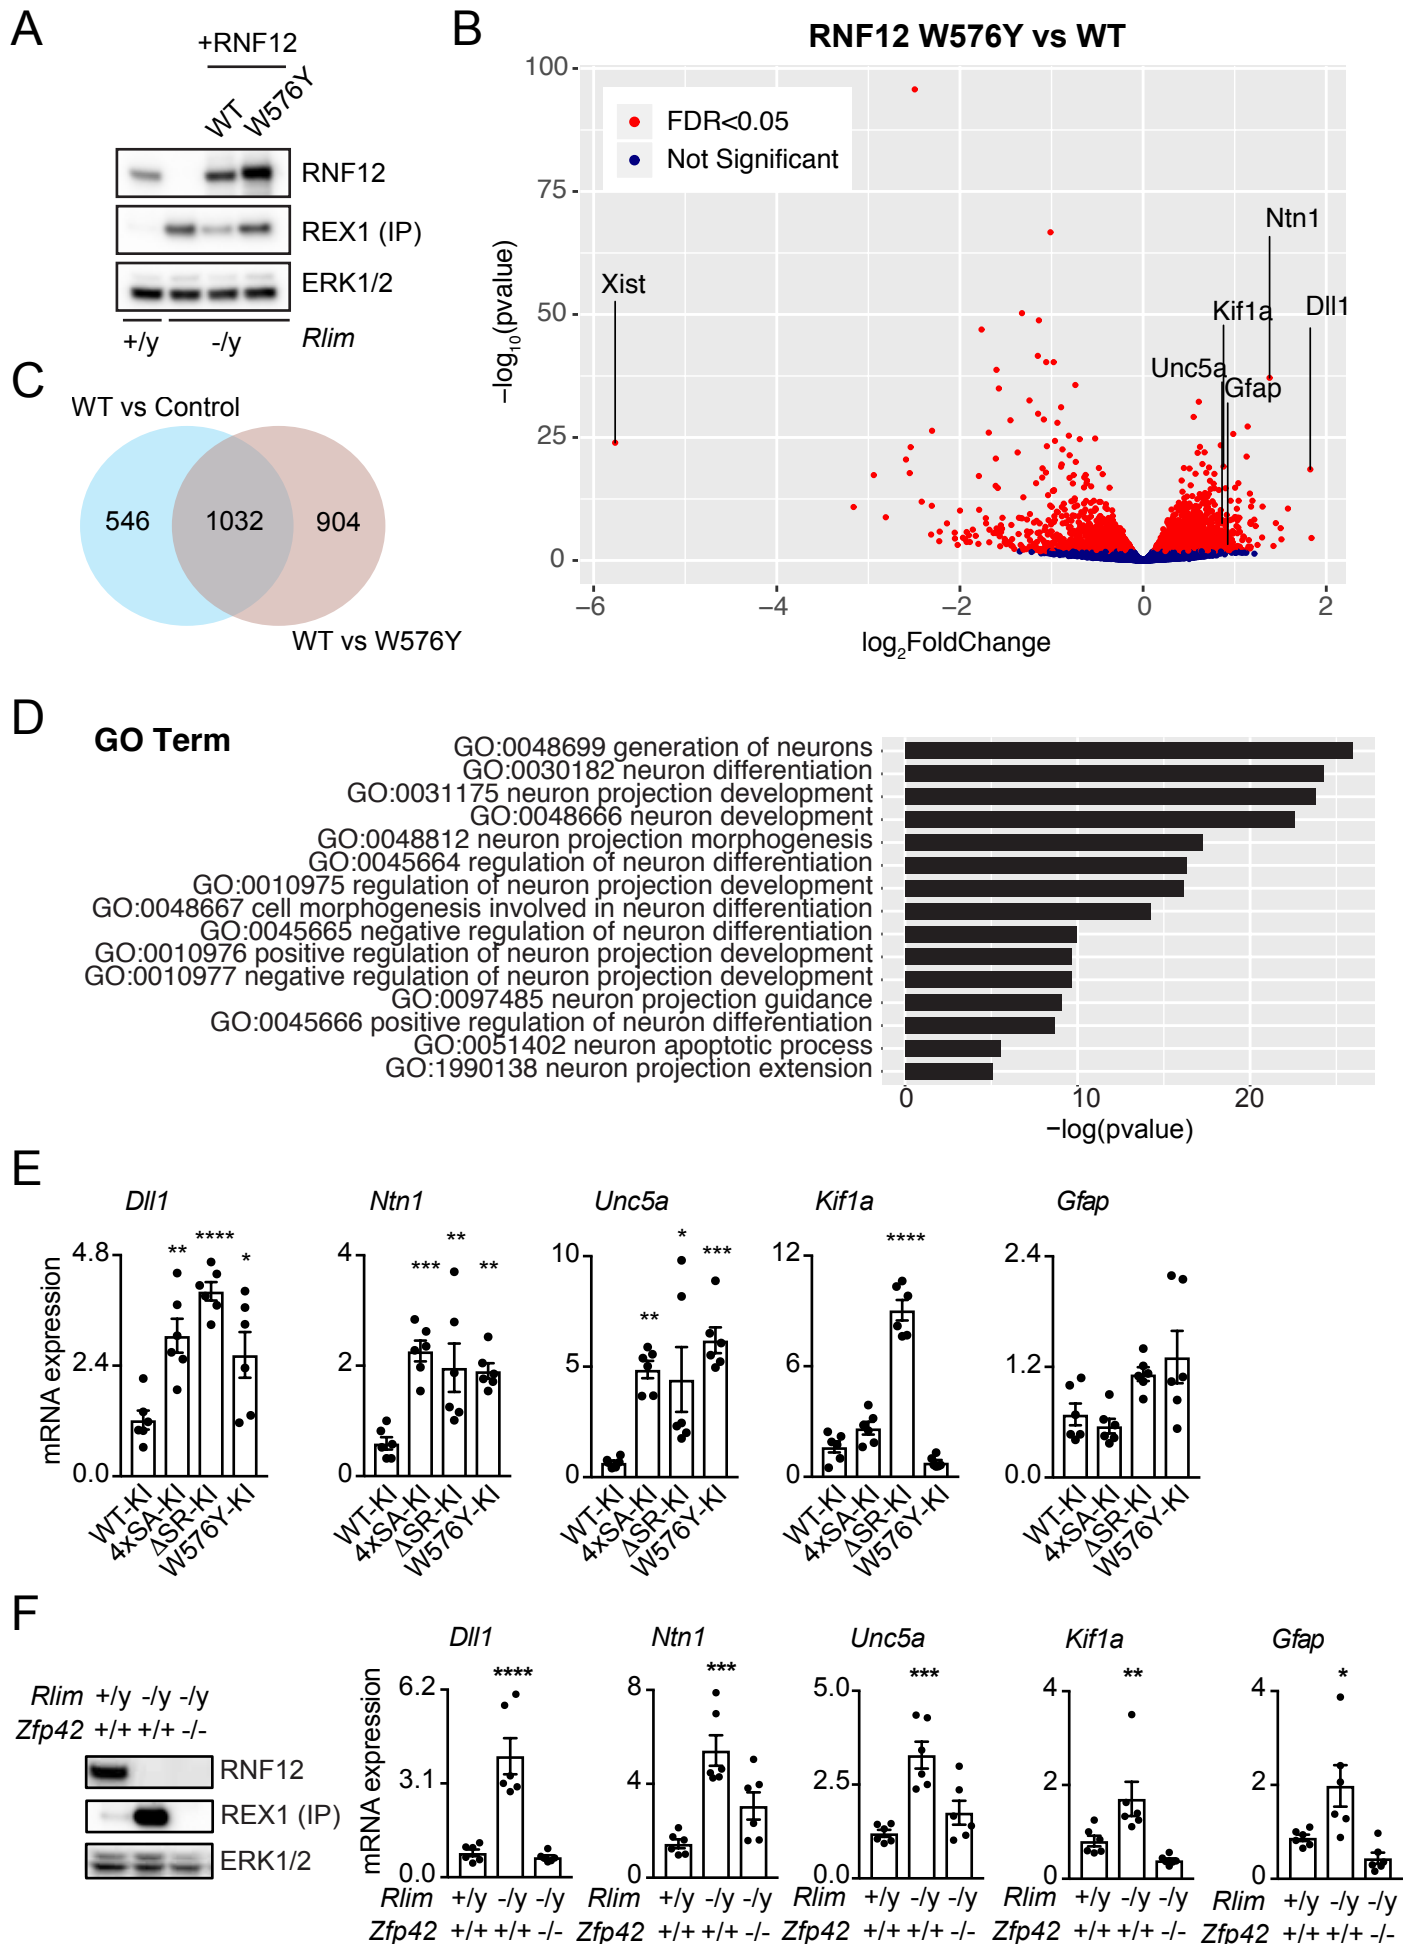 A
+RNF12
WT
W576Y
RNF12
REX1 (IP)
ERK1/2
+/y
-/y
Rlim
B
RNF12 W576Y vs WT
100
75
50
25
0
−log10(pvalue)
FDR<0.05
Not Significant
Xist
Ntn1
Kif1a
Dll1
Unc5a
Gfap
−6
−4
−2
0
2
log2FoldChange
C
WT vs Control
546
1032
904
WT vs W576Y
D
GO Term
GO:0048699 generation of neurons
GO:0030182 neuron differentiation
GO:0031175 neuron projection development
GO:0048666 neuron development
GO:0048812 neuron projection morphogenesis
GO:0045664 regulation of neuron differentiation
GO:0010975 regulation of neuron projection development
GO:0048667 cell morphogenesis involved in neuron differentiation
GO:0045665 negative regulation of neuron differentiation
GO:0010976 positive regulation of neuron projection development
GO:0010977 negative regulation of neuron projection development
GO:0097485 neuron projection guidance
GO:0045666 positive regulation of neuron differentiation
GO:0051402 neuron apoptotic process
GO:1990138 neuron projection extension
0
10
20
−log(pvalue)
E
mRNA expression
Dll1
4.8
2.4
0.0
**
****
*
WT-KI
4xSA-KI
ΔSR-KI
W576Y-KI
Ntn1
4
2
0
***
**
**
WT-KI
4xSA-KI
ΔSR-KI
W576Y-KI
Unc5a
10
5
0
**
*
***
WT-KI
4xSA-KI
ΔSR-KI
W576Y-KI
Kif1a
12
6
0
****
WT-KI
4xSA-KI
ΔSR-KI
W576Y-KI
Gfap
2.4
1.2
0.0
WT-KI
4xSA-KI
ΔSR-KI
W576Y-KI
F
Rlim +/y -/y -/y
Zfp42 +/+ +/+ -/-
RNF12
REX1 (IP)
ERK1/2
mRNA expression
Dll1
6.2
3.1
0.0
****
Rlim +/y -/y -/y
Zfp42 +/+ +/+ -/-
Ntn1
8
4
0
***
Rlim +/y -/y -/y
Zfp42 +/+ +/+ -/-
Unc5a
5.0
2.5
0.0
***
Rlim +/y -/y -/y
Zfp42 +/+ +/+ -/-
Kif1a
4
2
0
**
Rlim +/y -/y -/y
Zfp42 +/+ +/+ -/-
Gfap
4
2
0
*
Rlim +/y -/y -/y
Zfp42 +/+ +/+ -/-